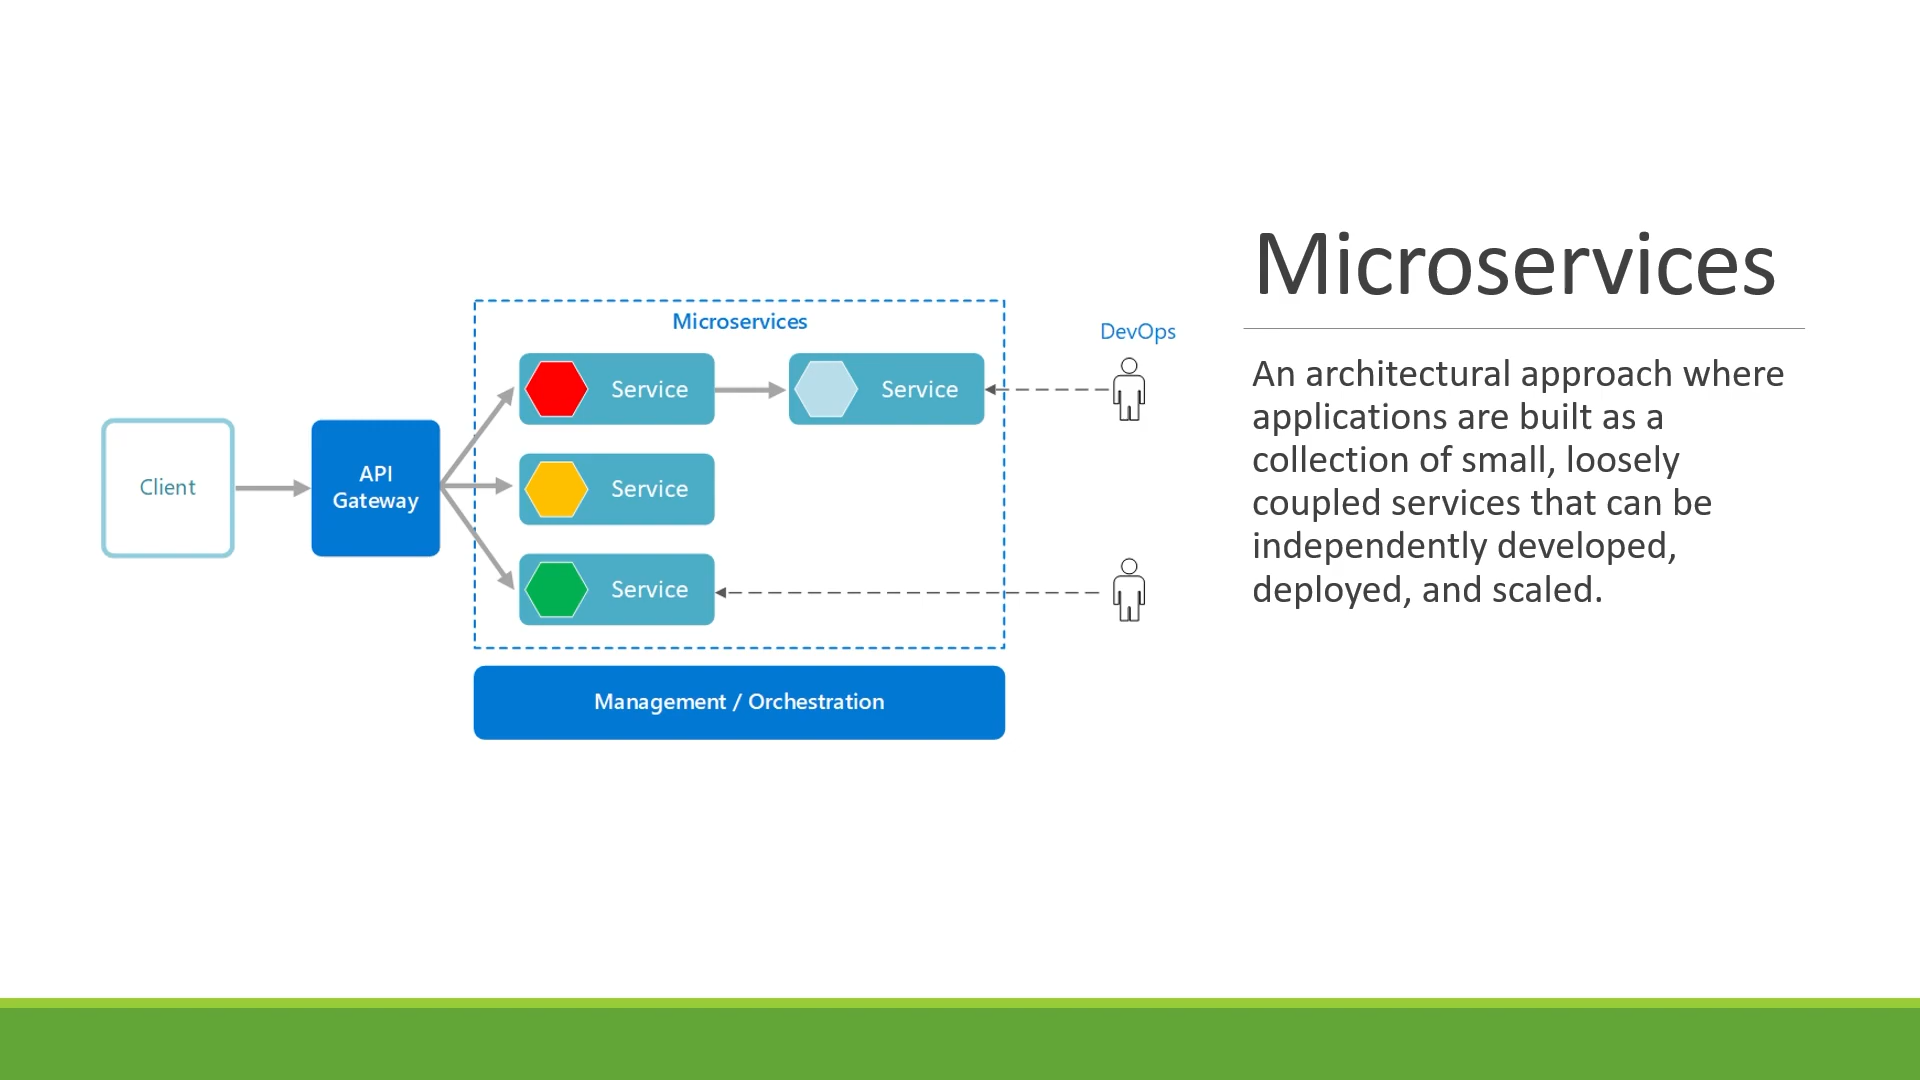 Microservices
An architectural approach where
applications are built as a
collection of small, loosely
coupled services that can be
independently developed,
deployed, and scaled.
Client
API
Gateway
Microservices
Service
Service
Service
Service
DevOps
Management / Orchestration